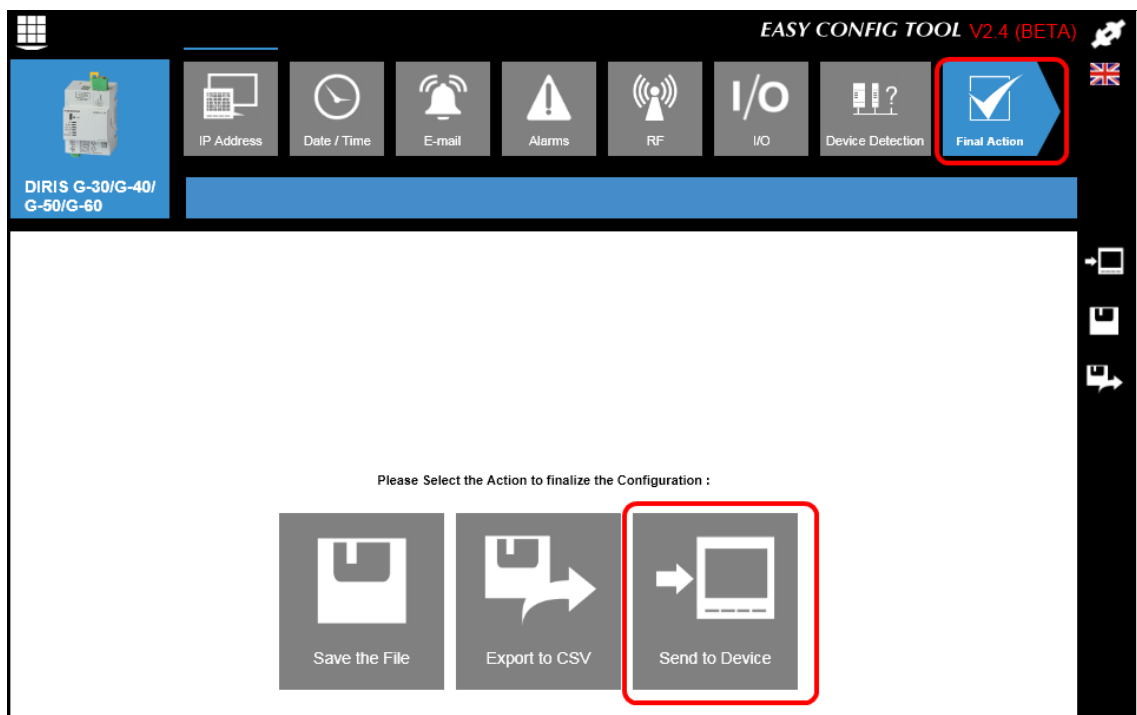 EASY CONFIG TOOL V2.4 (BETA)
IP Address
Date / Time
E-mail
Alarms
RF
I/O
I/O
?
Device Detection
Final Action
DIRIS G-30/G-40/
G-50/G-60
Please Select the Action to finalize the Configuration :
Save the File
Export to CSV
Send to Device